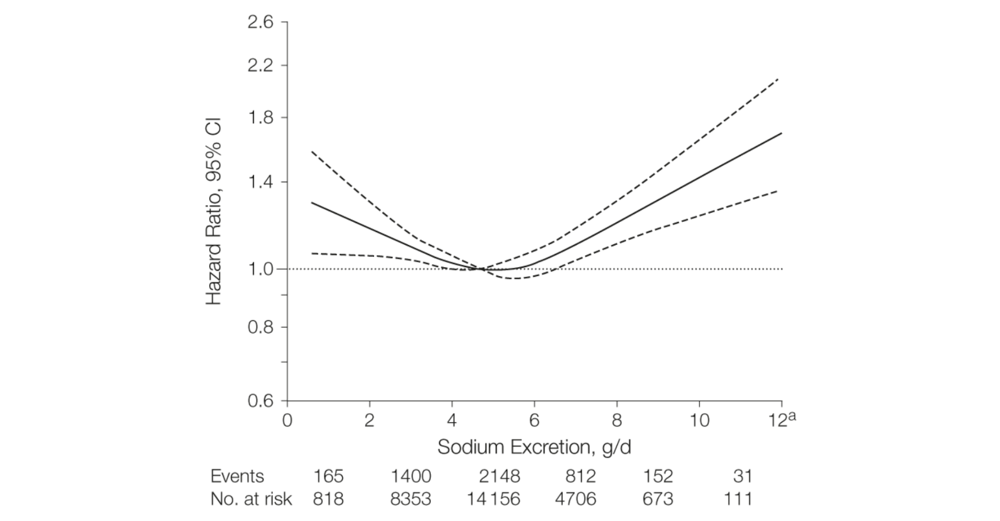 2.6
2.2
1.8
1.4
1.0
0.8
0.6
Hazard Ratio, 95% CI
0 2 4 6 8 10 12a
Sodium Excretion, g/d
Events 165 1400 2148 812 152 31
No. at risk 818 8353 14 156 4706 673 111